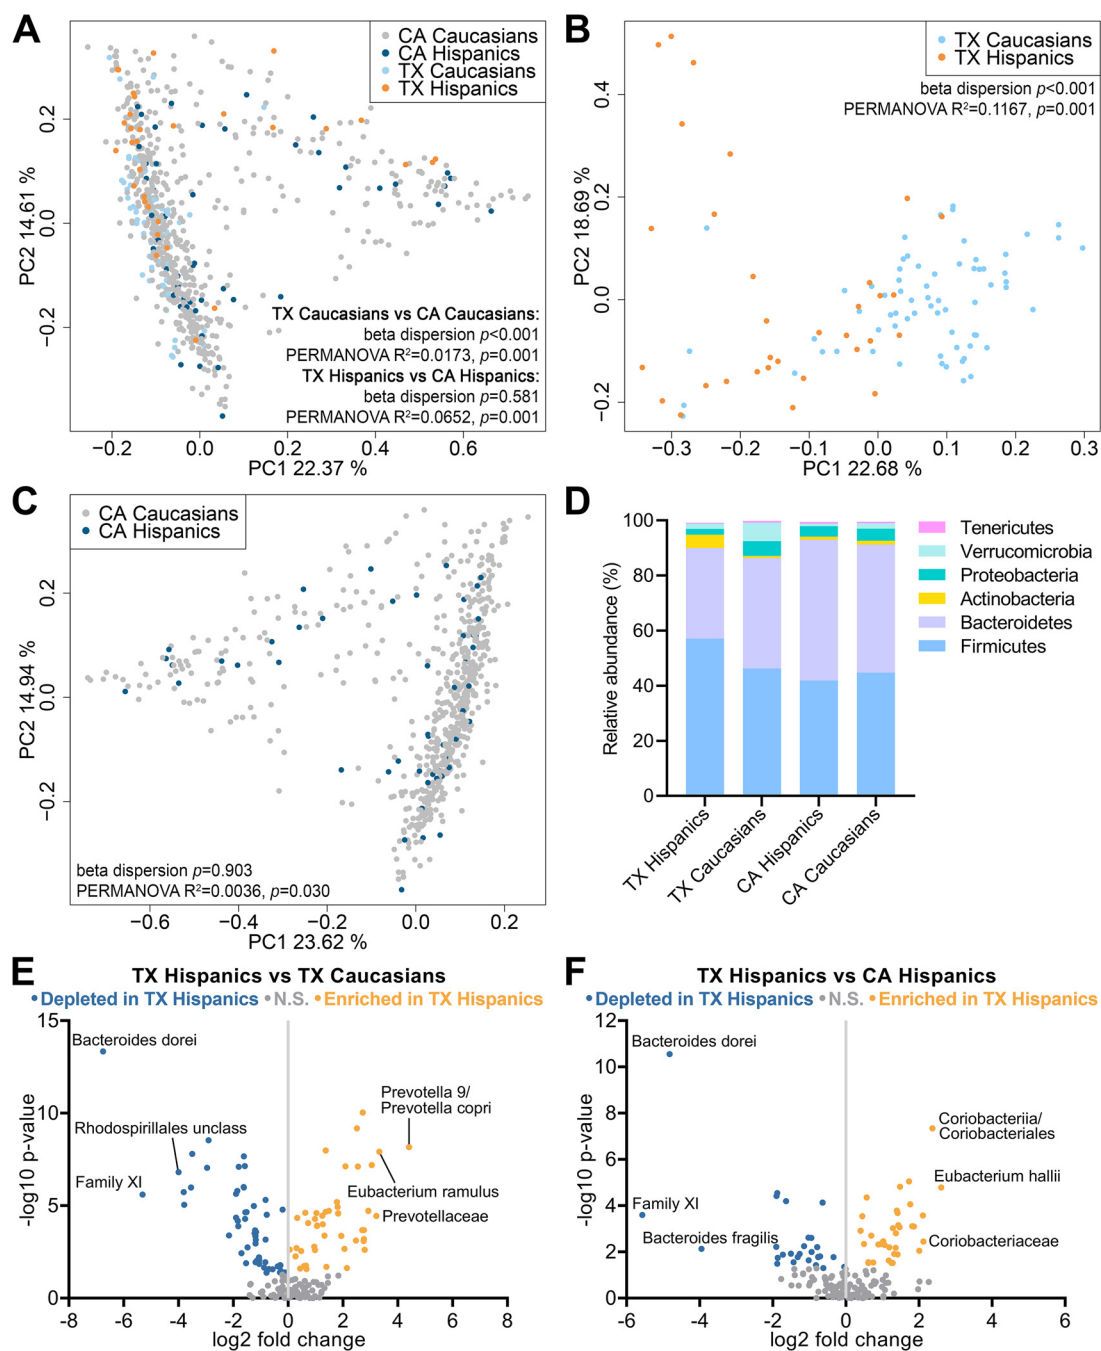 A
CA Caucasians
CA Hispanics
TX Caucasians
TX Hispanics
PC2 14.61 %
0.2
0.0
−0.2
TX Caucasians vs CA Caucasians:
beta dispersion p<0.001
PERMANOVA R²=0.0173, p=0.001
TX Hispanics vs CA Hispanics:
beta dispersion p=0.581
PERMANOVA R²=0.0652, p=0.001
−0.2 0.0 0.2 0.4 0.6
PC1 22.37 %
B
TX Caucasians
TX Hispanics
beta dispersion p<0.001
PERMANOVA R²=0.1167, p=0.001
PC2 18.69 %
0.4
0.2
0.0
−0.2
−0.3 −0.2 −0.1 0.0 0.1 0.2 0.3
PC1 22.68 %
C
CA Caucasians
CA Hispanics
PC2 14.94 %
0.2
0.0
−0.2
beta dispersion p=0.903
PERMANOVA R²=0.0036, p=0.030
−0.6 −0.4 −0.2 0.0 0.2
PC1 23.62 %
D
Relative abundance (%)
100
80
60
40
20
0
TX Hispanics
TX Caucasians
CA Hispanics
CA Caucasians
Tenericutes
Verrucomicrobia
Proteobacteria
Actinobacteria
Bacteroidetes
Firmicutes
E
TX Hispanics vs TX Caucasians
Depleted in TX Hispanics N.S. Enriched in TX Hispanics
-log10 p-value
15
10
5
0
Bacteroides dorei
Prevotella 9/
Prevotella copri
Rhodospirillales unclass
Family XI
Eubacterium ramulus
Prevotellaceae
-8 -6 -4 -2 0 2 4 6 8
log2 fold change
F
TX Hispanics vs CA Hispanics
Depleted in TX Hispanics N.S. Enriched in TX Hispanics
-log10 p-value
12
10
8
6
4
2
0
Bacteroides dorei
Coriobacteriia/
Coriobacteriales
Eubacterium hallii
Family XI
Bacteroides fragilis
Coriobacteriaceae
-6 -4 -2 0 2 4 6
log2 fold change